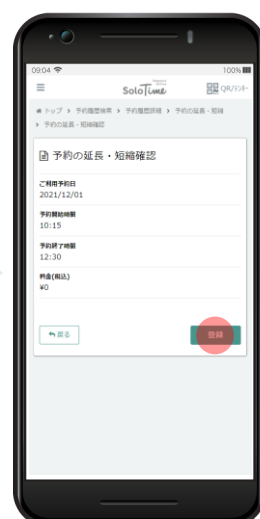 09:04
100%
SoloTime
QR/リンキー
トップ > 予約履歴検索 > 予約履歴詳細 > 予約の延長・短縮
> 予約の延長・短縮確認
予約の延長・短縮確認
ご利用予約日
2021/12/01
予約開始時間
10:15
予約終了時間
12:30
料金(税込)
¥0
戻る
登録